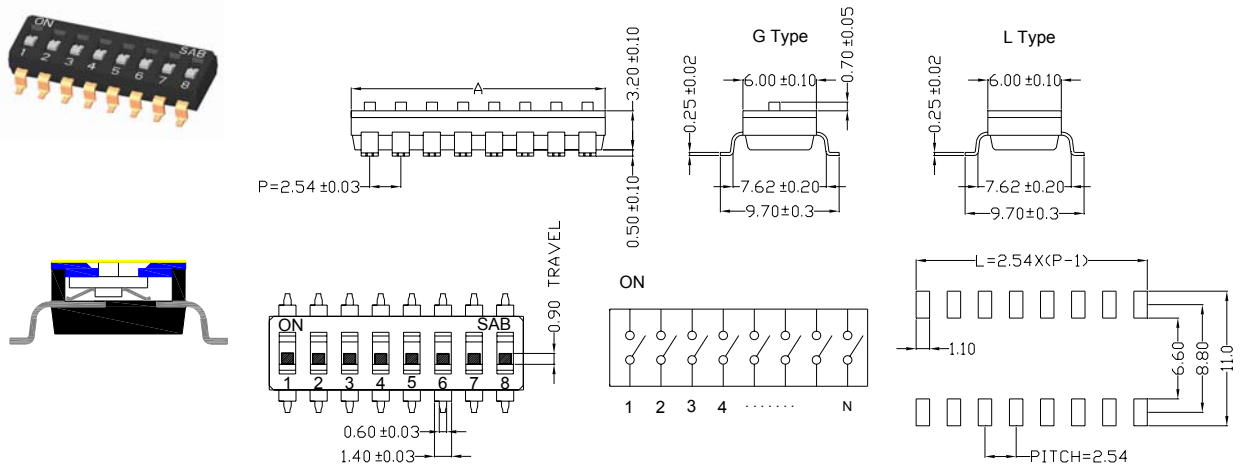 ON
SAB
1 2 3 4 5 6 7 8
A
3.20 ±0.10
P=2.54 ±0.03
0.50 ±0.10
G Type
6.00 ±0.10
0.70 ±0.05
0.25 ±0.02
7.62 ±0.20
9.70 ±0.3
L Type
6.00 ±0.10
0.25 ±0.02
7.62 ±0.20
9.70 ±0.3
ON SAB
1 2 3 4 5 6 7 8
0.90 TRAVEL
0.60 ±0.03
1.40 ±0.03
ON
1 2 3 4 ....... N
L=2.54X(P-1)
1.10
6.60
8.80
11.0
PITCH=2.54